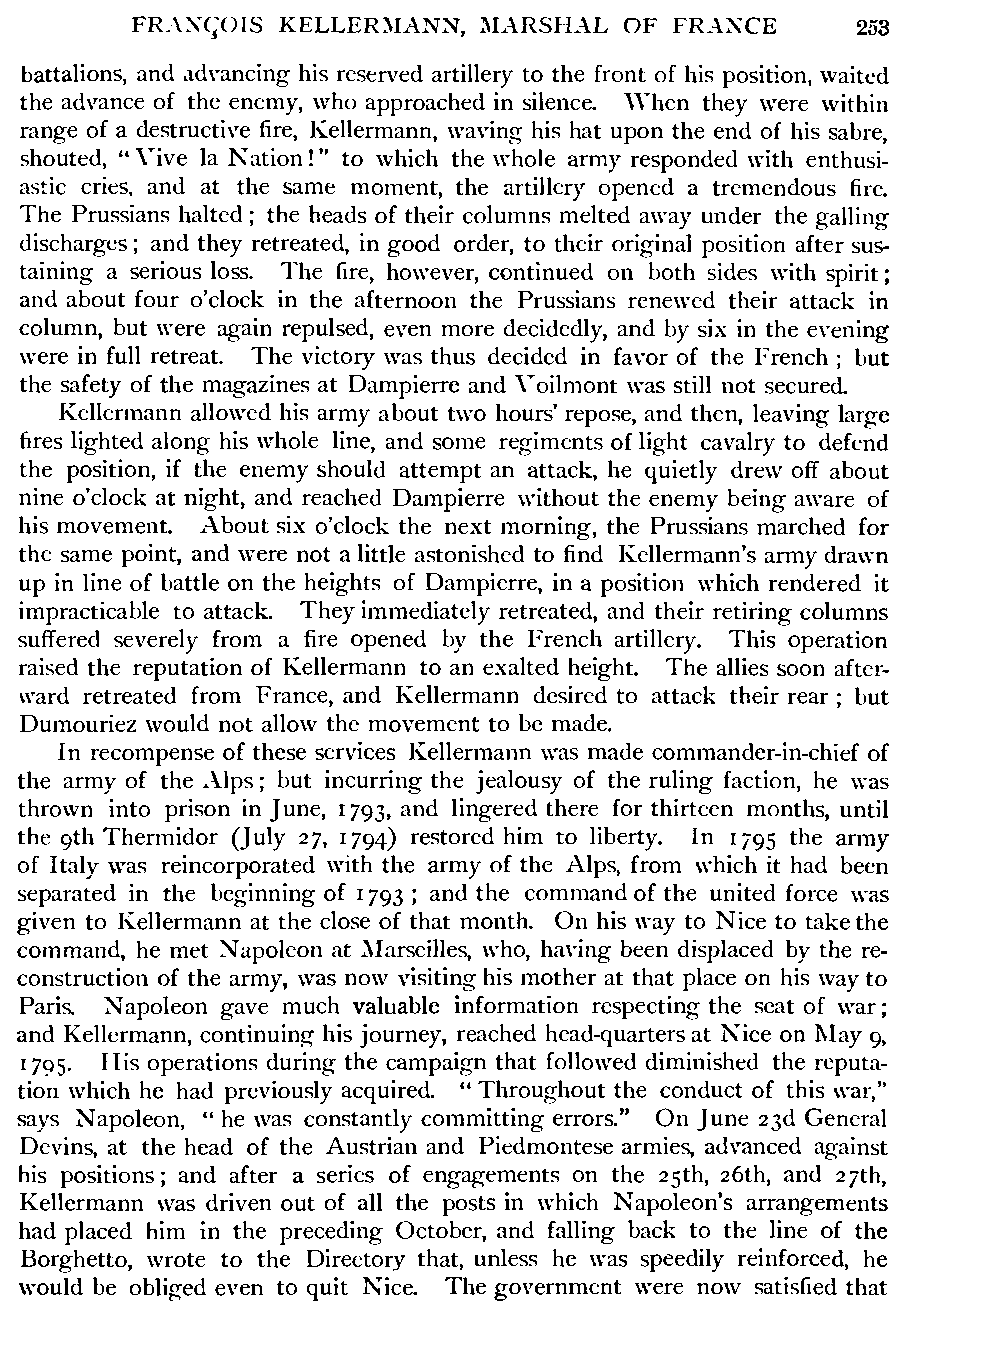 FRANÇOIS KELLERMANN, MARSHAL OF FRANCE 253
battalions, and advancing his reserved artillery to the front of his position, waited
the advance of the enemy, who approached in silence. When they were within
range of a destructive fire, Kellermann, waving his hat upon the end of his sabre,
shouted, “Vive la Nation!” to which the whole army responded with enthusi-
astic cries, and at the same moment, the artillery opened a tremendous fire.
The Prussians halted; the heads of their columns melted away under the galling
discharges; and they retreated, in good order, to their original position after sus-
taining a serious loss. The fire, however, continued on both sides with spirit;
and about four o’clock in the afternoon the Prussians renewed their attack in
column, but were again repulsed, even more decidedly, and by six in the evening
were in full retreat. The victory was thus decided in favor of the French; but
the safety of the magazines at Dampierre and Voilmont was still not secured.
Kellermann allowed his army about two hours’ repose, and then, leaving large
fires lighted along his whole line, and some regiments of light cavalry to defend
the position, if the enemy should attempt an attack, he quietly drew off about
nine o’clock at night, and reached Dampierre without the enemy being aware of
his movement. About six o’clock the next morning, the Prussians marched for
the same point, and were not a little astonished to find Kellermann’s army drawn
up in line of battle on the heights of Dampierre, in a position which rendered it
impracticable to attack. They immediately retreated, and their retiring columns
suffered severely from a fire opened by the French artillery. This operation
raised the reputation of Kellermann to an exalted height. The allies soon after-
ward retreated from France, and Kellermann desired to attack their rear; but
Dumouriez would not allow the movement to be made.
In recompense of these services Kellermann was made commander-in-chief of
the army of the Alps; but incurring the jealousy of the ruling faction, he was
thrown into prison in June, 1793, and lingered there for thirteen months, until
the 9th Thermidor (July 27, 1794) restored him to liberty. In 1795 the army
of Italy was reincorporated with the army of the Alps, from which it had been
separated in the beginning of 1793; and the command of the united force was
given to Kellermann at the close of that month. On his way to Nice to take the
command, he met Napoleon at Marseilles, who, having been displaced by the re-
construction of the army, was now visiting his mother at that place on his way to
Paris. Napoleon gave much valuable information respecting the seat of war;
and Kellermann, continuing his journey, reached head-quarters at Nice on May 9,
1795. His operations during the campaign that followed diminished the reputa-
tion which he had previously acquired. “Throughout the conduct of this war,”
says Napoleon, “he was constantly committing errors.” On June 23d General
Devins, at the head of the Austrian and Piedmontese armies, advanced against
his positions; and after a series of engagements on the 25th, 26th, and 27th,
Kellermann was driven out of all the posts in which Napoleon’s arrangements
had placed him in the preceding October, and falling back to the line of the
Borghetto, wrote to the Directory that, unless he was speedily reinforced, he
would be obliged even to quit Nice. The government were now satisfied that